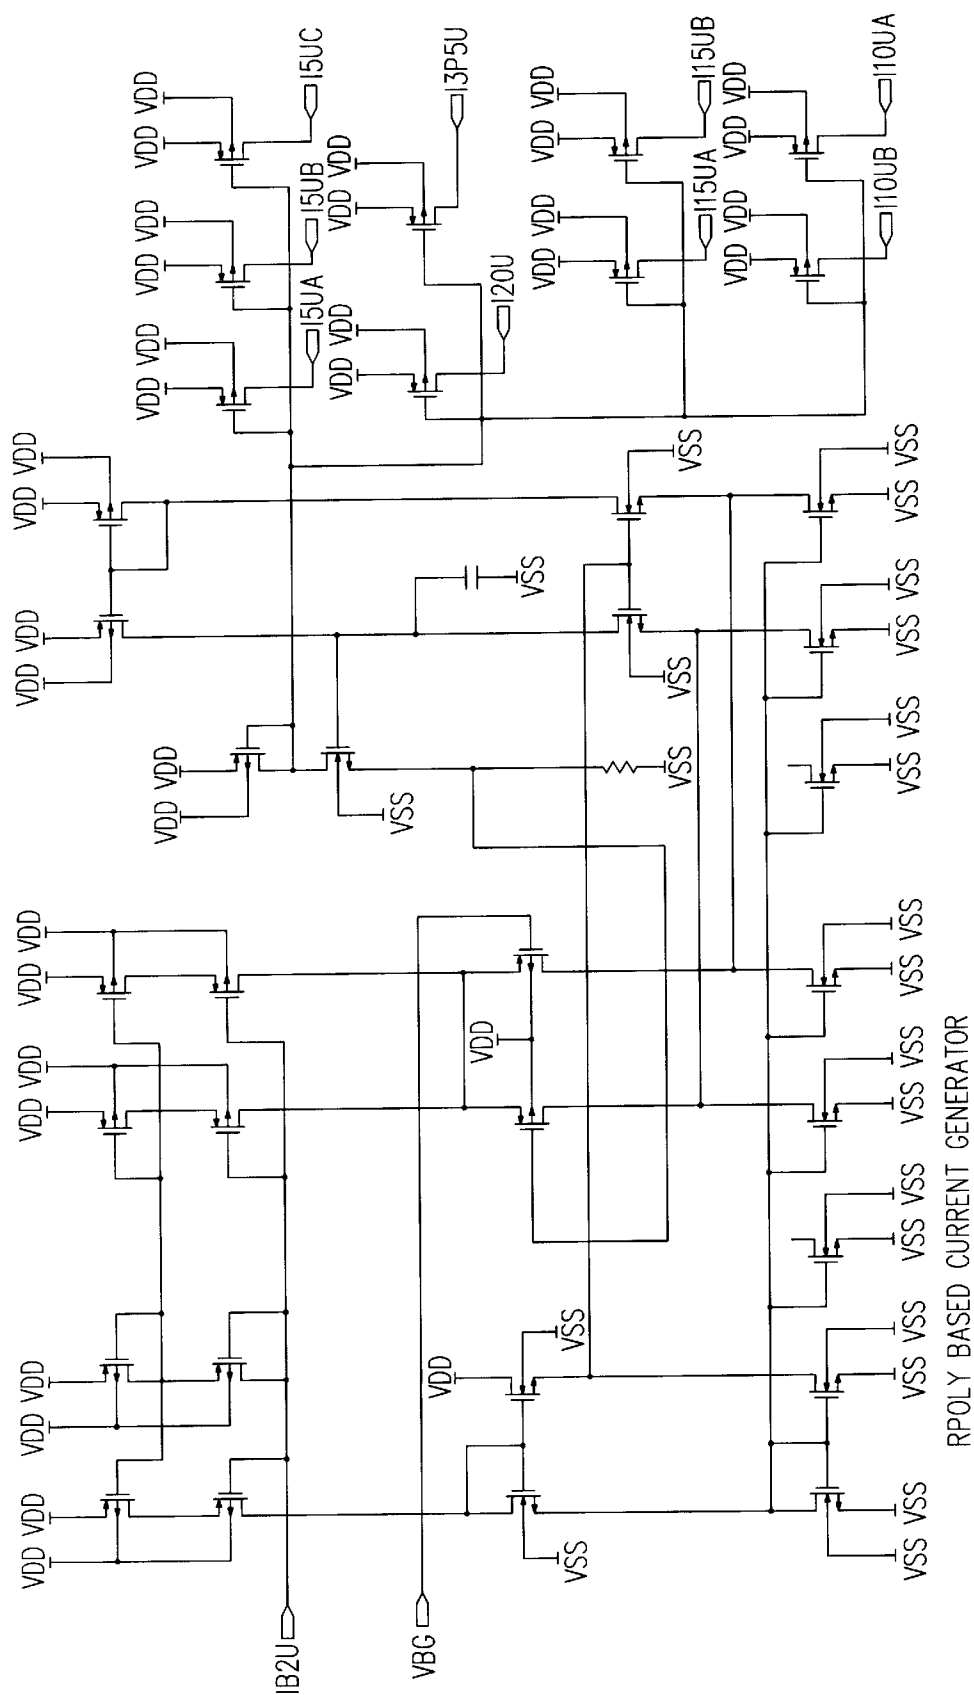 VDD VDD
VDD VDD
VDD VDD
VDD VDD
VDD VDD
VDD VDD
VDD VDD
VDD VDD
VDD VDD
VDD VDD
IB2U
I5UA
I5UB
I5UC
VDD VDD
VDD VDD
VSS
VBG
VDD
I3P5U
VDD
I20U
VSS
VDD VDD
VDD VDD
VSS
VSS
VSS
VSS
VSS
I15UA
I15UB
VDD VDD
VDD VDD
I10UB
I10UA
VSS VSS
VSS VSS
VSS VSS
VSS VSS
VSS VSS
VSS VSS
VSS VSS
VSS VSS
RPOLY BASED CURRENT GENERATOR